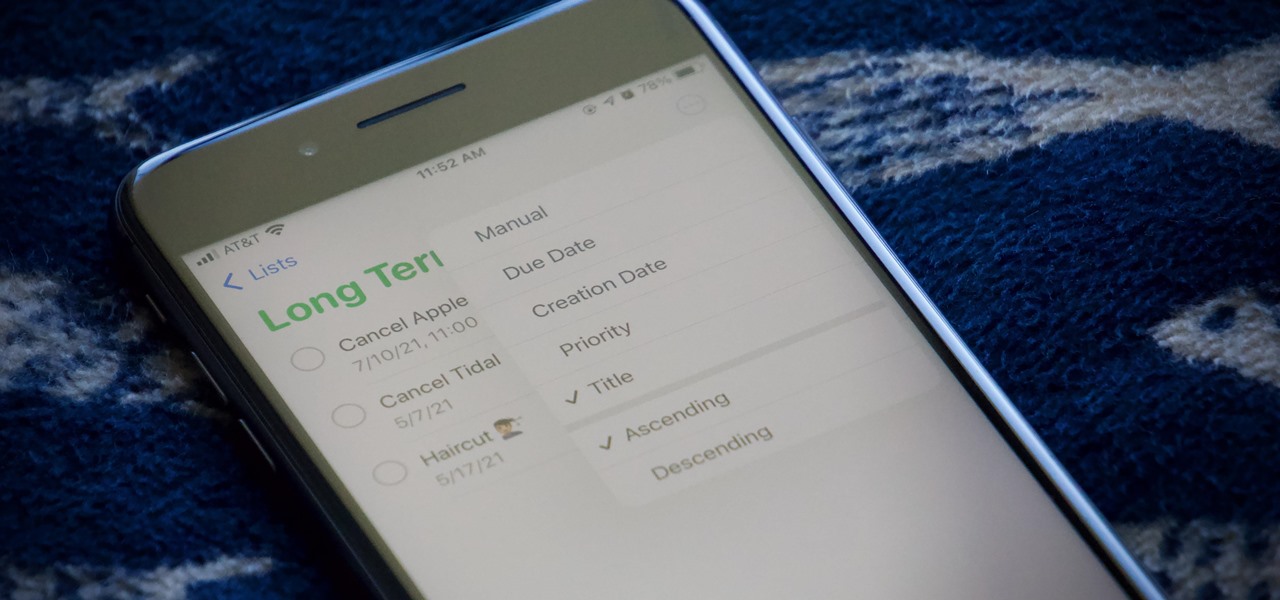 11:52 AM
78%
AT&T
Lists
Long Teri
Cancel Apple
7/10/21, 11:00
Cancel Tidal
5/7/21
Haircut
5/17/21
Manual
Due Date
Creation Date
Priority
✓ Title
✓ Ascending
Descending